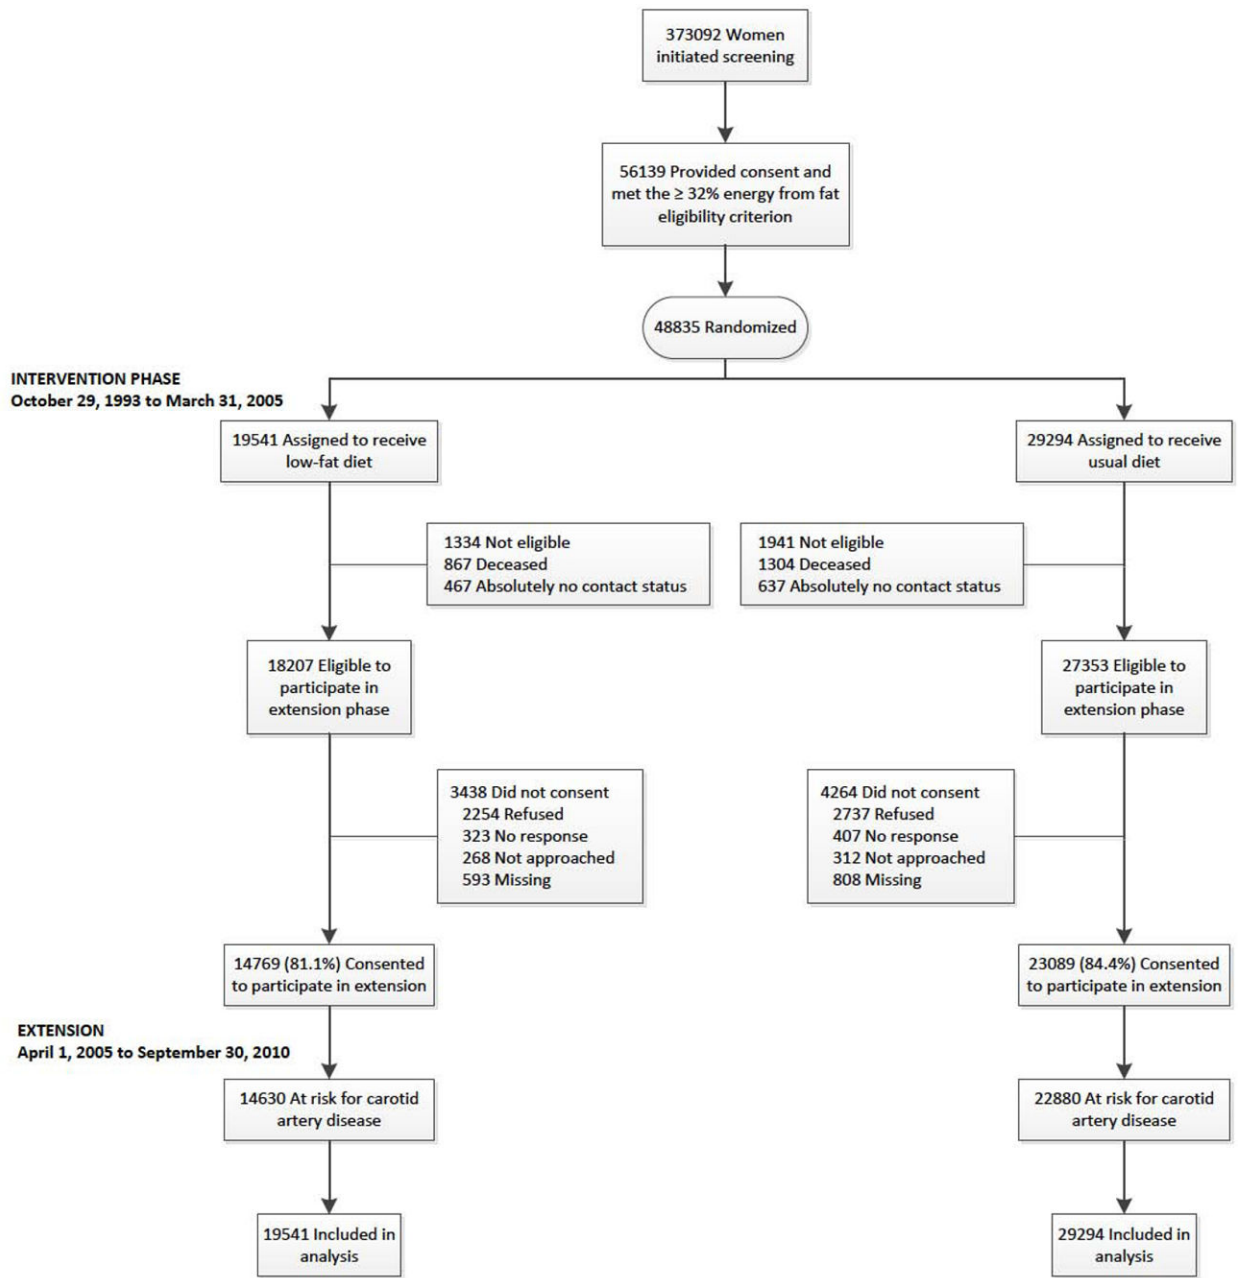 373092 Women
initiated screening
56139 Provided consent and
met the ≥ 32% energy from fat
eligibility criterion
48835 Randomized
INTERVENTION PHASE
October 29, 1993 to March 31, 2005
19541 Assigned to receive
low-fat diet
29294 Assigned to receive
usual diet
1334 Not eligible
867 Deceased
467 Absolutely no contact status
1941 Not eligible
1304 Deceased
637 Absolutely no contact status
18207 Eligible to
participate in
extension phase
27353 Eligible to
participate in
extension phase
3438 Did not consent
2254 Refused
323 No response
268 Not approached
593 Missing
4264 Did not consent
2737 Refused
407 No response
312 Not approached
808 Missing
14769 (81.1%) Consented
to participate in extension
23089 (84.4%) Consented
to participate in extension
EXTENSION
April 1, 2005 to September 30, 2010
14630 At risk for carotid
artery disease
22880 At risk for carotid
artery disease
19541 Included in
analysis
29294 Included in
analysis